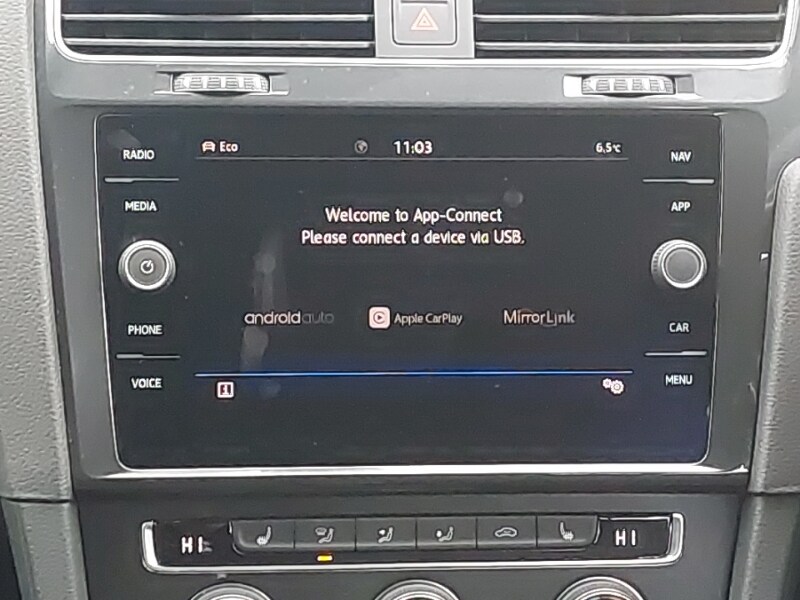 RADIO
MEDIA
PHONE
VOICE
Eco 11:03 6.5°C
Welcome to App-Connect
Please connect a device via USB.
androidauto Apple CarPlay MirrorLink
NAV
APP
CAR
MENU
HI HI